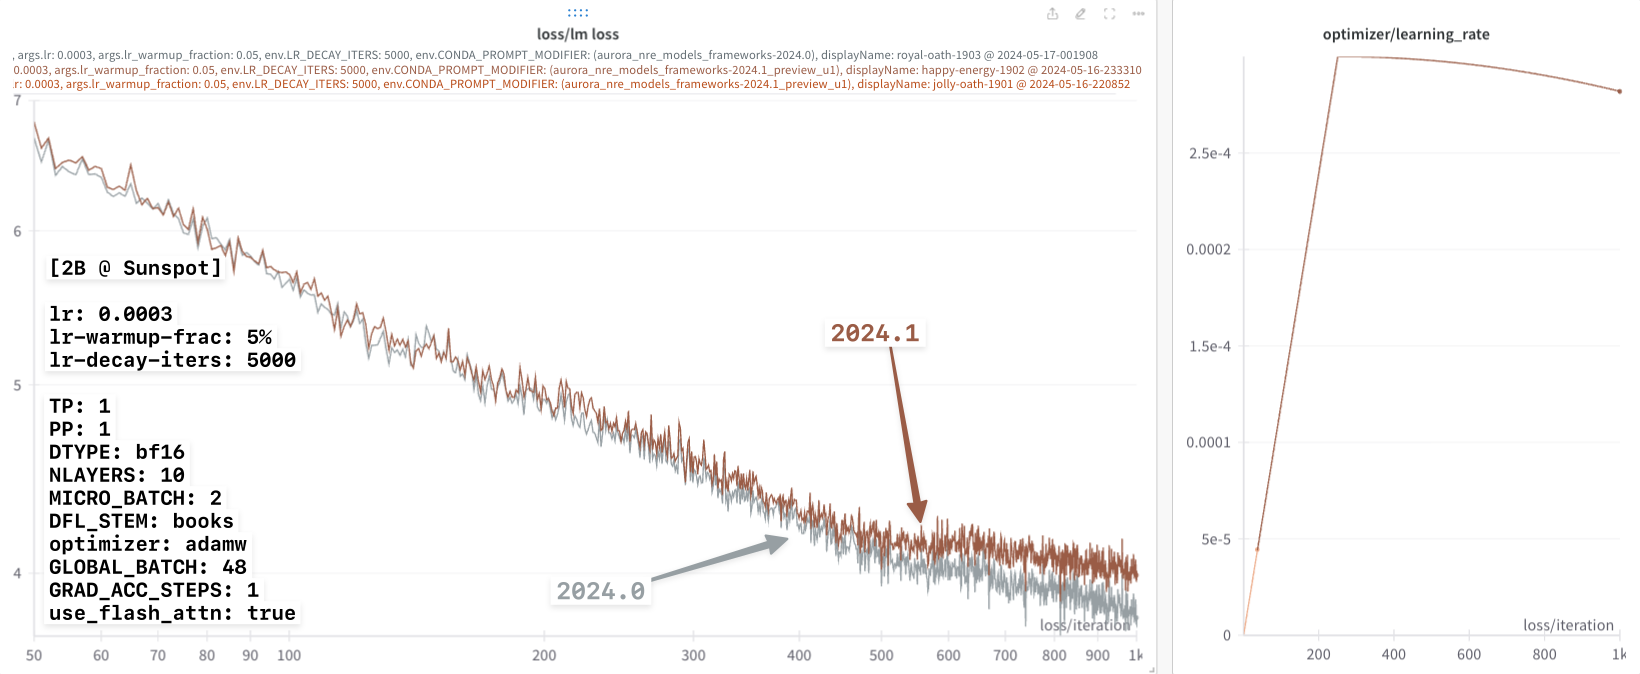 loss/lm loss
, args.lr: 0.0003, args.lr_warmup_fraction: 0.05, env.LR_DECAY_ITERS: 5000, env.CONDA_PROMPT_MODIFIER: (aurora_nre_models_frameworks-2024.0), displayName: royal-oath-1903 @ 2024-05-17-001908
0.0003, args.lr_warmup_fraction: 0.05, env.LR_DECAY_ITERS: 5000, env.CONDA_PROMPT_MODIFIER: (aurora_nre_models_frameworks-2024.1_preview_u1), displayName: happy-energy-1902 @ 2024-05-16-233310
r: 0.0003, args.lr_warmup_fraction: 0.05, env.LR_DECAY_ITERS: 5000, env.CONDA_PROMPT_MODIFIER: (aurora_nre_models_frameworks-2024.1_preview_u1), displayName: jolly-oath-1901 @ 2024-05-16-220852
7
6
5
4
[2B @ Sunspot]
lr: 0.0003
lr-warmup-frac: 5%
lr-decay-iters: 5000
TP: 1
PP: 1
DTYPE: bf16
NLAYERS: 10
MICRO_BATCH: 2
DFL_STEM: books
optimizer: adamw
GLOBAL_BATCH: 48
GRAD_ACC_STEPS: 1
use_flash_attn: true
2024.1
2024.0
loss/iteration
50 60 70 80 90 100 200 300 400 500 600 700 800 900 1k
optimizer/learning_rate
2.5e-4
0.0002
1.5e-4
0.0001
5e-5
0
loss/iteration
200 400 600 800 1k